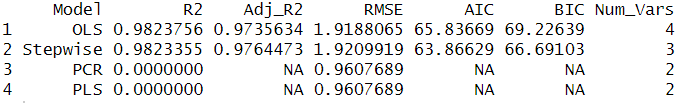 Model R2 Adj_R2 RMSE AIC BIC Num_Vars
1 OLS 0.9823756 0.9735634 1.9188065 65.83669 69.22639 4
2 Stepwise 0.9823355 0.9764473 1.9209919 63.86629 66.69103 3
3 PCR 0.0000000 NA 0.9607689 NA NA 2
4 PLS 0.0000000 NA 0.9607689 NA NA 2